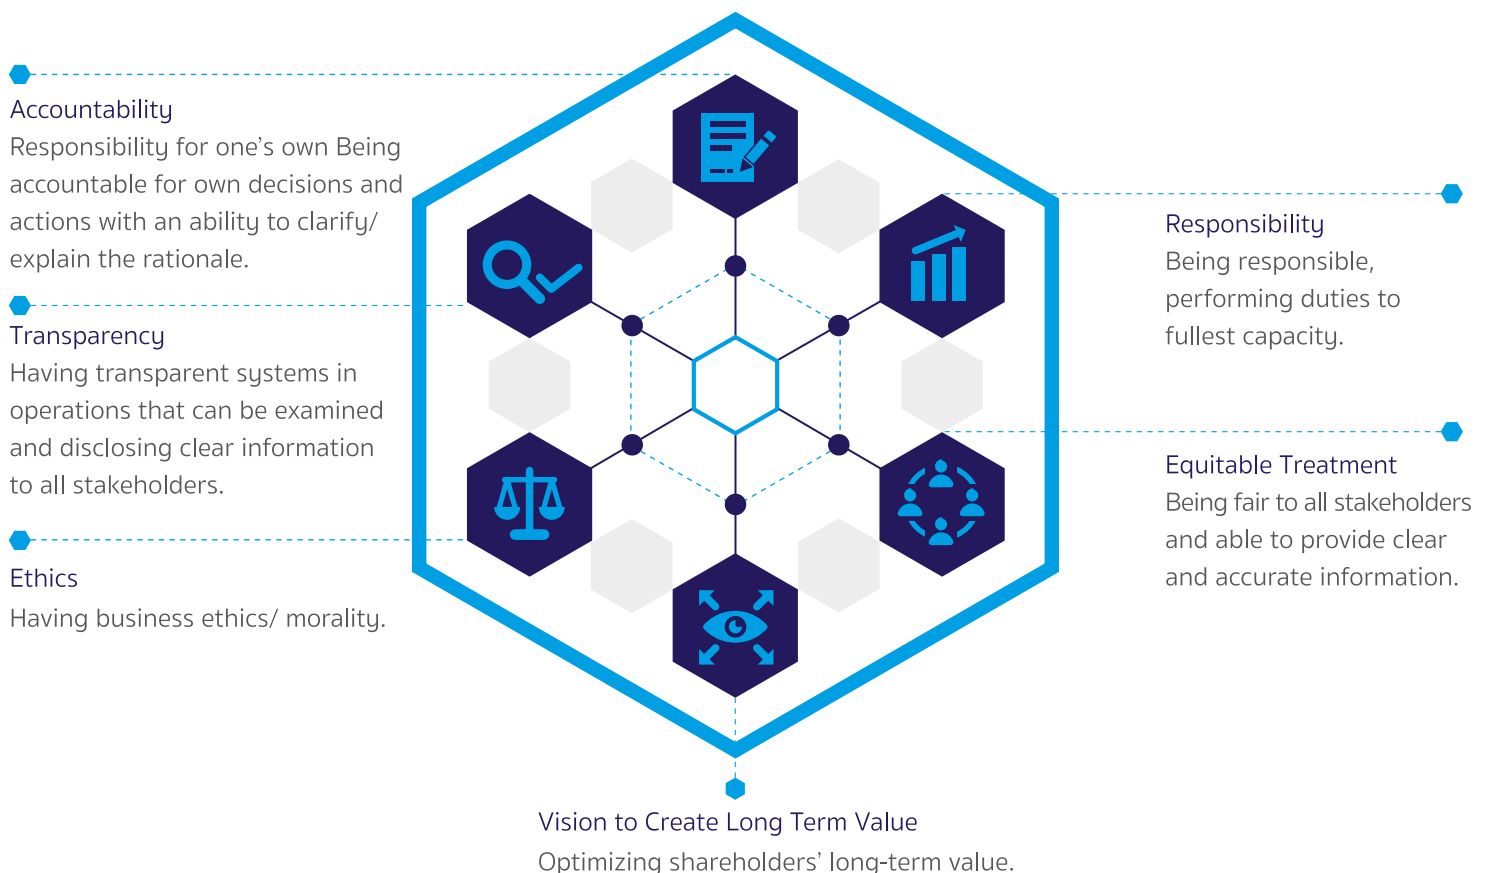 Accountability
Responsibility for one's own Being
accountable for own decisions and
actions with an ability to clarify/
explain the rationale.
Transparency
Having transparent systems in
operations that can be examined
and disclosing clear information
to all stakeholders.
Ethics
Having business ethics/ morality.
Responsibility
Being responsible,
performing duties to
fullest capacity.
Equitable Treatment
Being fair to all stakeholders
and able to provide clear
and accurate information.
Vision to Create Long Term Value
Optimizing shareholders' long-term value.